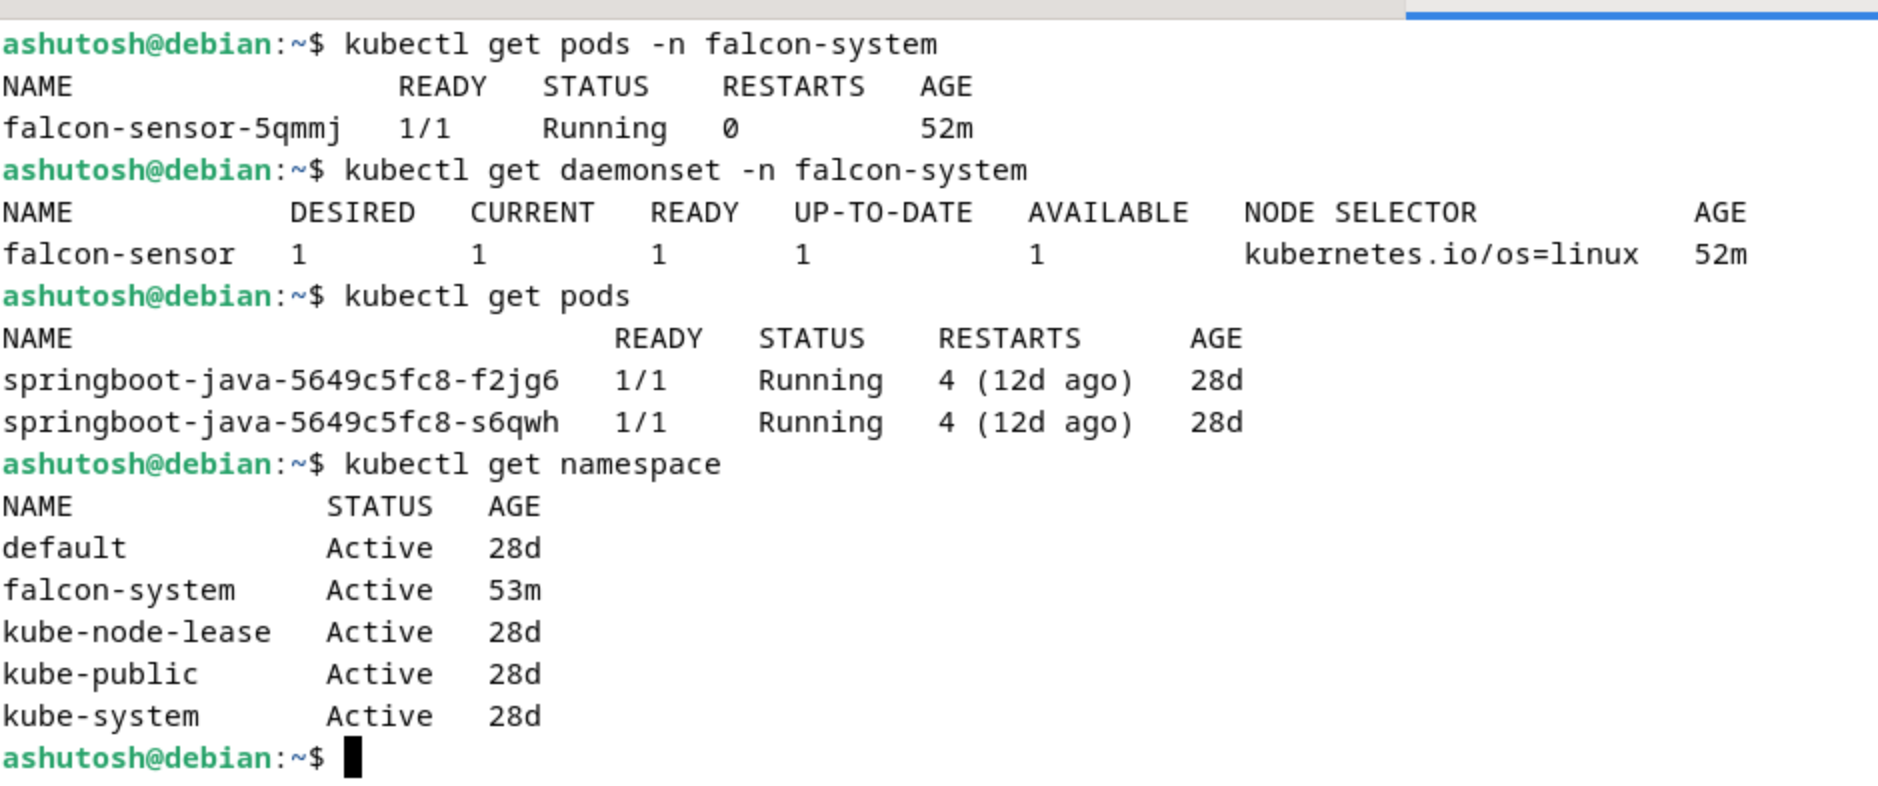 ashutosh@debian:~$ kubectl get pods -n falcon-system
NAME                  READY   STATUS    RESTARTS   AGE
falcon-sensor-5qmmj   1/1     Running   0          52m
ashutosh@debian:~$ kubectl get daemonset -n falcon-system
NAME            DESIRED   CURRENT   READY   UP-TO-DATE   AVAILABLE   NODE SELECTOR            AGE
falcon-sensor   1         1         1       1            1           kubernetes.io/os=linux   52m
ashutosh@debian:~$ kubectl get pods
NAME                              READY   STATUS    RESTARTS      AGE
springboot-java-5649c5fc8-f2jg6   1/1     Running   4 (12d ago)   28d
springboot-java-5649c5fc8-s6qwh   1/1     Running   4 (12d ago)   28d
ashutosh@debian:~$ kubectl get namespace
NAME              STATUS   AGE
default           Active   28d
falcon-system     Active   53m
kube-node-lease   Active   28d
kube-public       Active   28d
kube-system       Active   28d
ashutosh@debian:~$